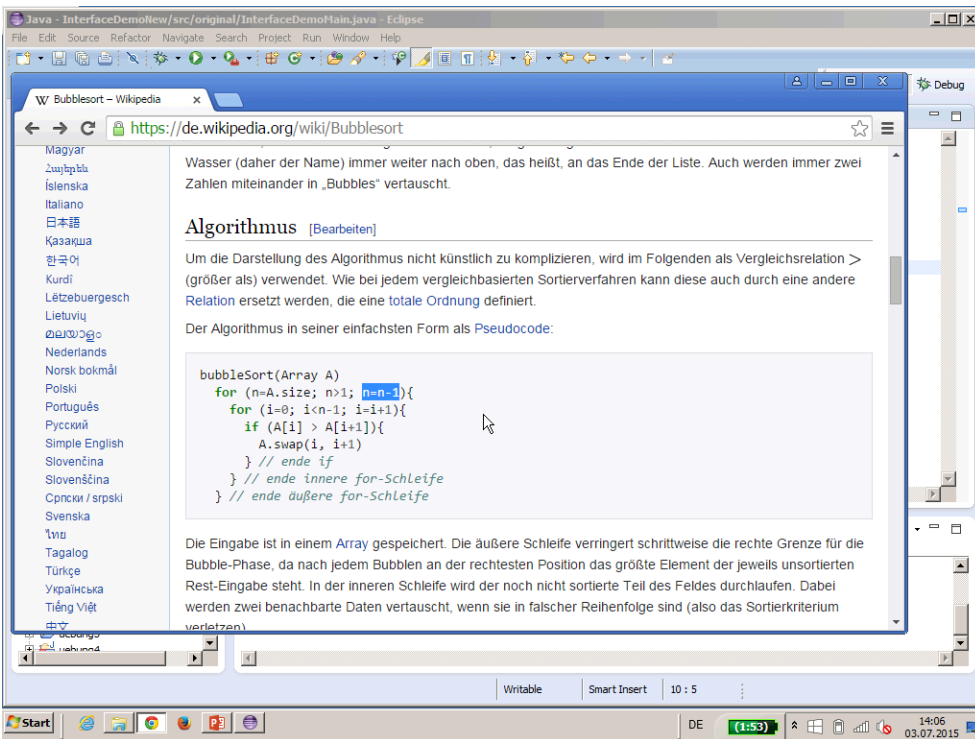 Java - InterfaceDemoNew/src/original/InterfaceDemoMain.java - Eclipse
File Edit Source Refactor Navigate Search Project Run Window Help
Debug
W Bubblesort – Wikipedia
https://de.wikipedia.org/wiki/Bubblesort
Magyar
Հայերեն
Íslenska
Italiano
日本語
Қазақша
한국어
Kurdî
Lëtzebuergesch
Lietuvių
മലയാളം
Nederlands
Norsk bokmål
Polski
Português
Русский
Simple English
Slovenčina
Slovenščina
Српски / srpski
Svenska
ไทย
Tagalog
Türkçe
Українська
Tiếng Việt
中文
Wasser (daher der Name) immer weiter nach oben, das heißt, an das Ende der Liste. Auch werden immer zwei
Zahlen miteinander in „Bubbles" vertauscht.
Algorithmus [Bearbeiten]
Um die Darstellung des Algorithmus nicht künstlich zu komplizieren, wird im Folgenden als Vergleichsrelation >
(größer als) verwendet. Wie bei jedem vergleichbasierten Sortierverfahren kann diese auch durch eine andere
Relation ersetzt werden, die eine totale Ordnung definiert.
Der Algorithmus in seiner einfachsten Form als Pseudocode:
bubbleSort(Array A)
for (n=A.size; n>1; n=n-1){
for (i=0; i<n-1; i=i+1){
if (A[i] > A[i+1]){
A.swap(i, i+1)
} // ende if
} // ende innere for-Schleife
} // ende äußere for-Schleife
Die Eingabe ist in einem Array gespeichert. Die äußere Schleife verringert schrittweise die rechte Grenze für die
Bubble-Phase, da nach jedem Bubblen an der rechtesten Position das größte Element der jeweils unsortierten
Rest-Eingabe steht. In der inneren Schleife wird der noch nicht sortierte Teil des Feldes durchlaufen. Dabei
werden zwei benachbarte Daten vertauscht, wenn sie in falscher Reihenfolge sind (also das Sortierkriterium
verletzen)
uebung4
Writable Smart Insert 10 : 5
Start DE (1:53) 14:06
03.07.2015